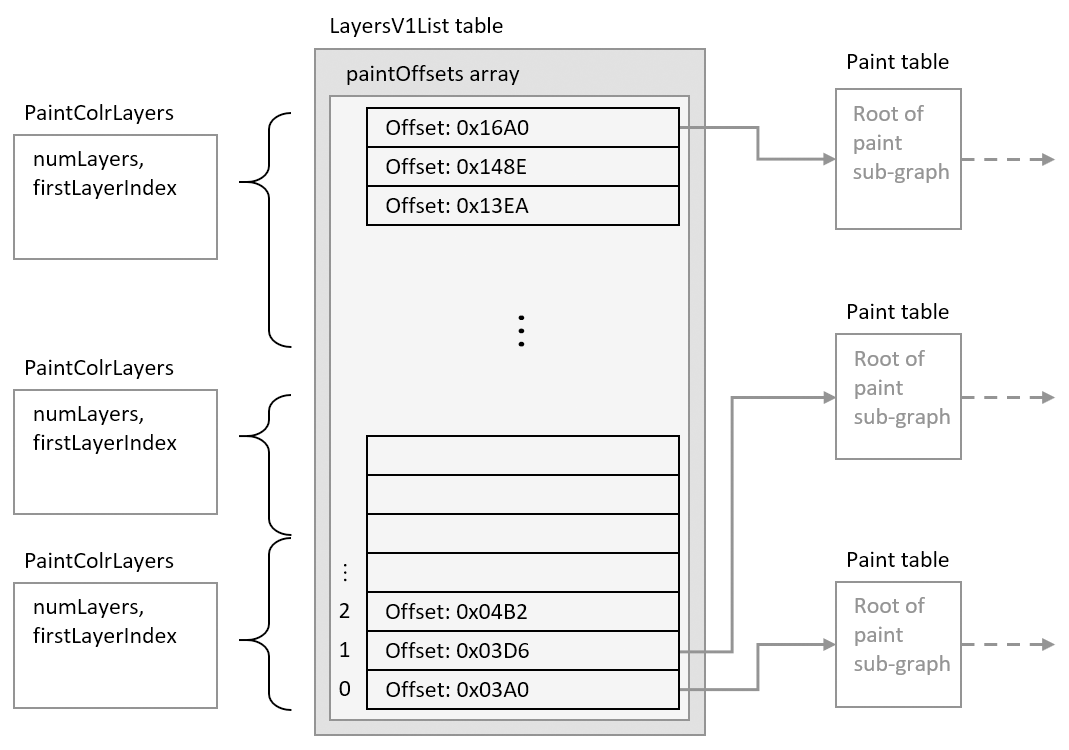 LayersV1List table
paintOffsets array
PaintColrLayers
numLayers,
firstLayerIndex
PaintColrLayers
numLayers,
firstLayerIndex
PaintColrLayers
numLayers,
firstLayerIndex
Offset: 0x16A0
Offset: 0x148E
Offset: 0x13EA
⋮
⋮
2 Offset: 0x04B2
1 Offset: 0x03D6
0 Offset: 0x03A0
Paint table
Root of
paint
sub-graph
Paint table
Root of
paint
sub-graph
Paint table
Root of
paint
sub-graph